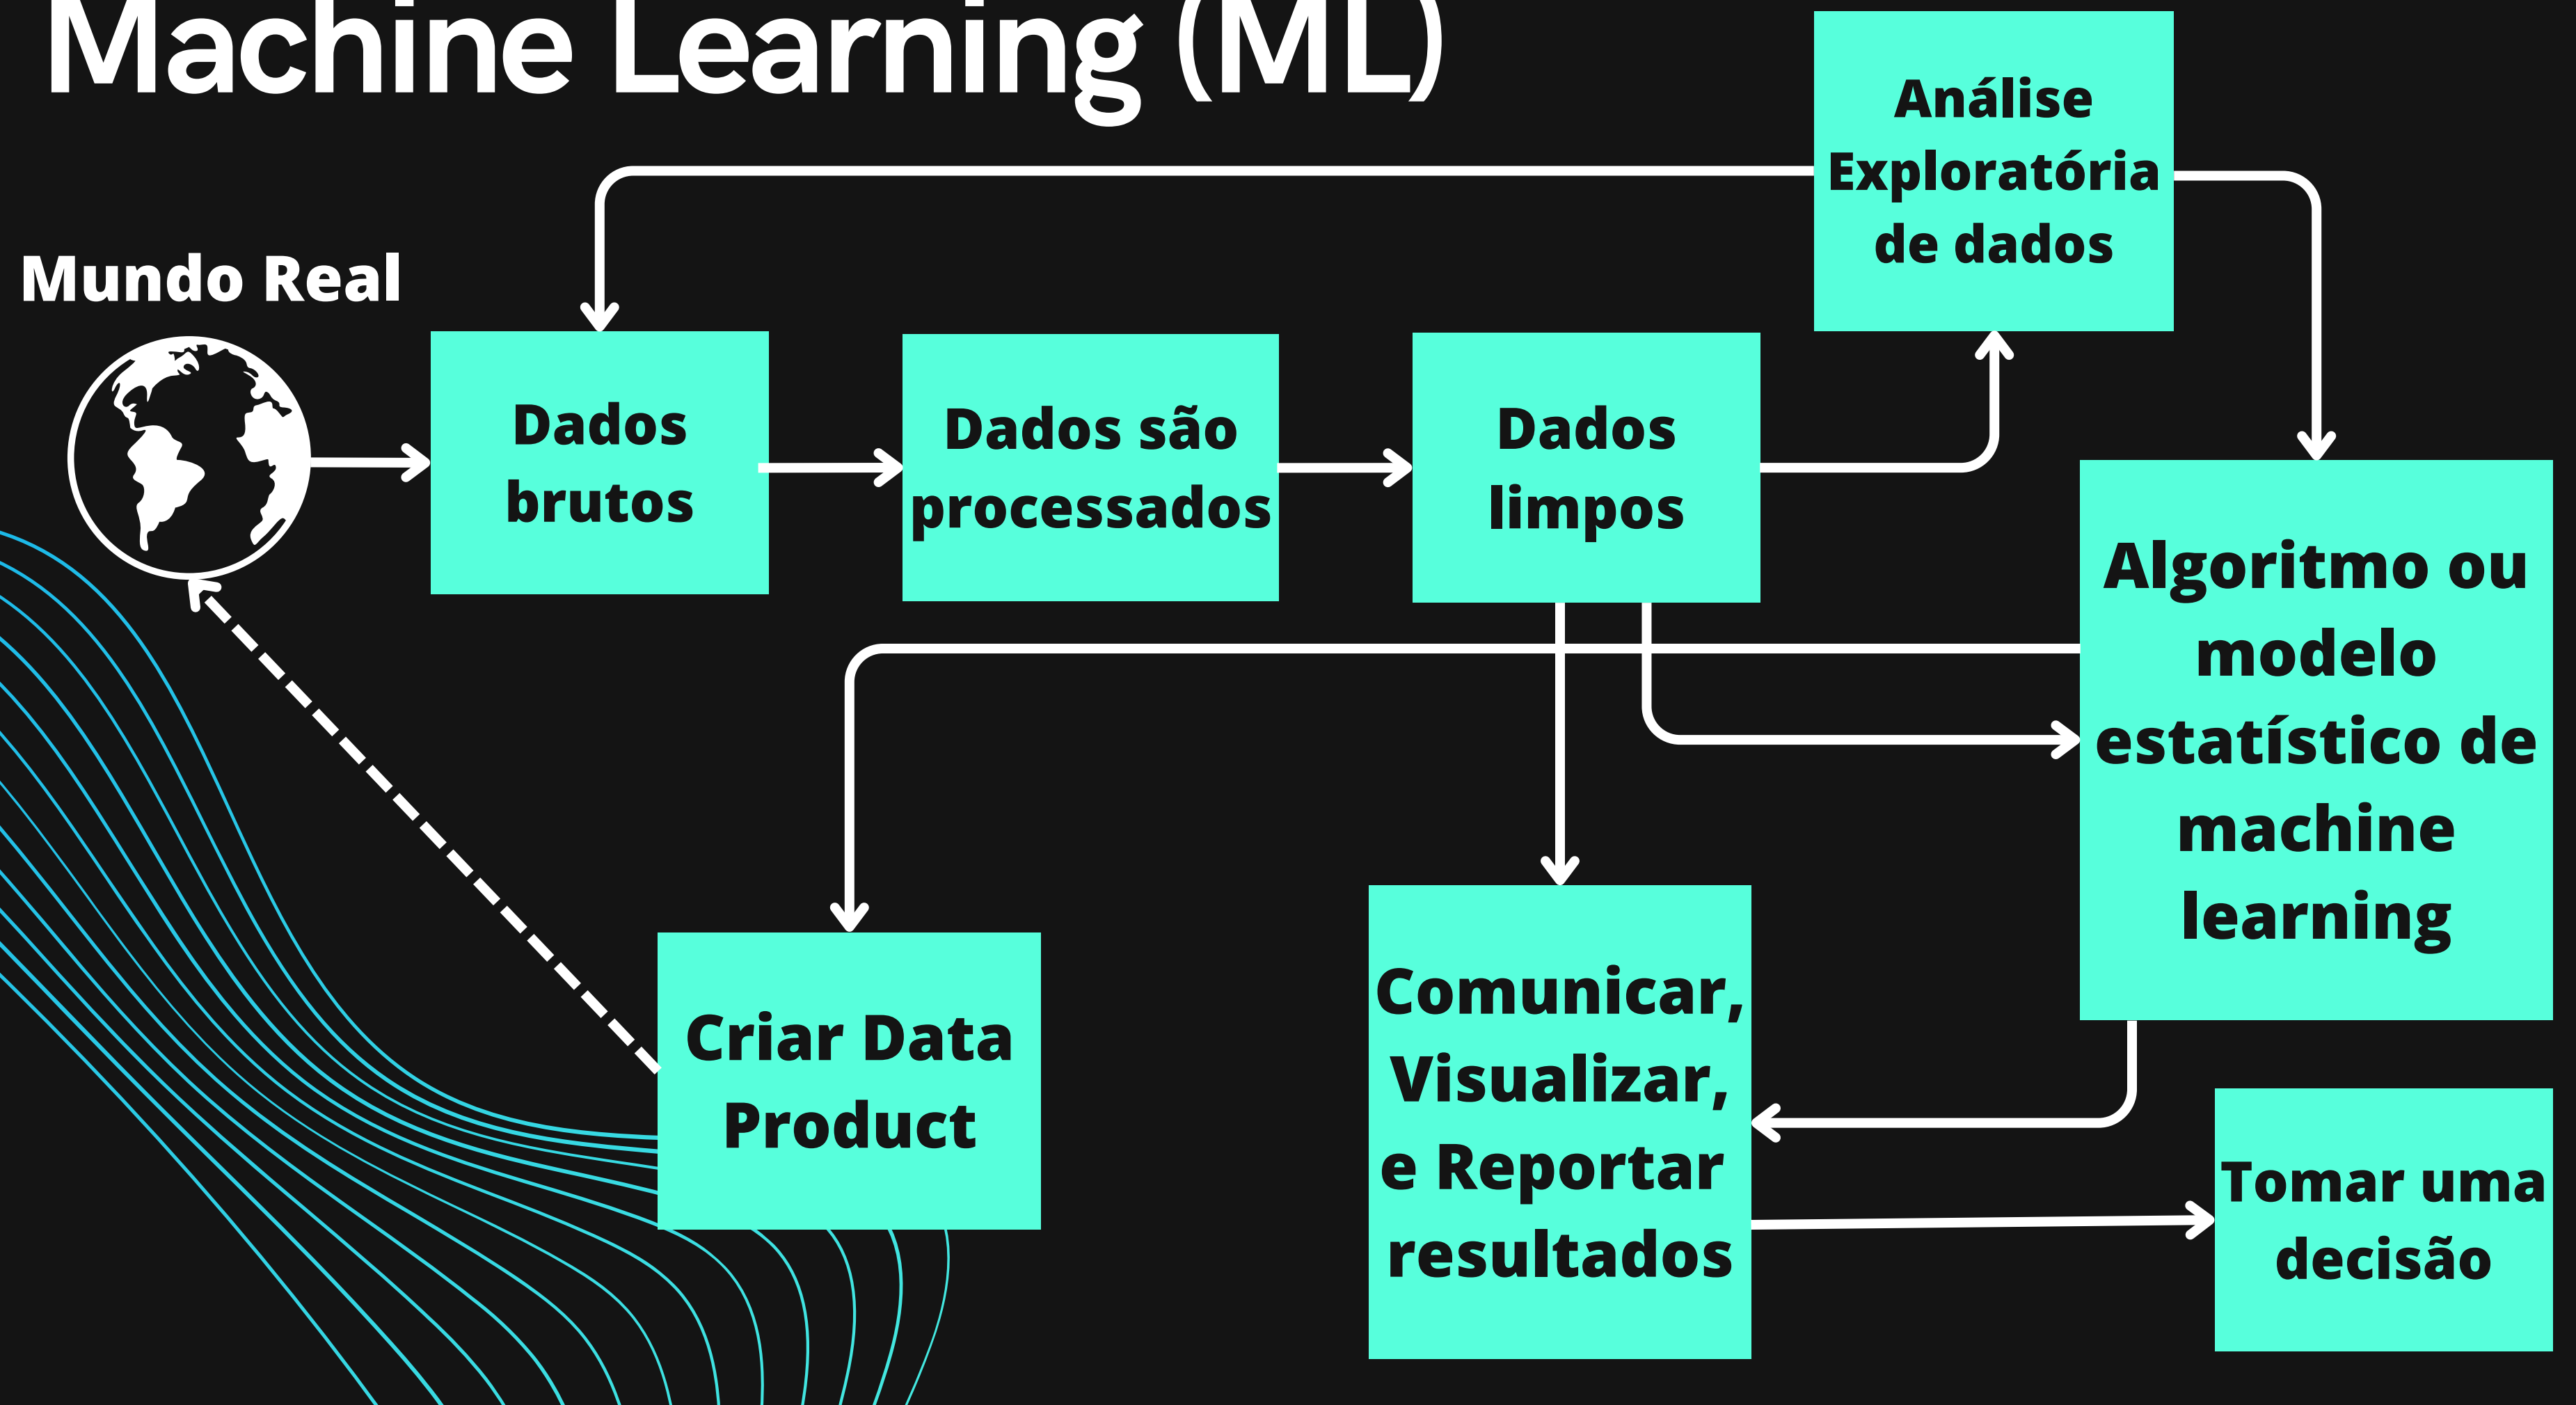 Machine Learning (ML)
Análise
Exploratória
de dados
Mundo Real
Dados
brutos
Dados são
processados
Dados
limpos
Algoritmo ou
modelo
estatístico de
machine
learning
Criar Data
Product
Comunicar,
Visualizar,
e Reportar
resultados
Tomar uma
decisão